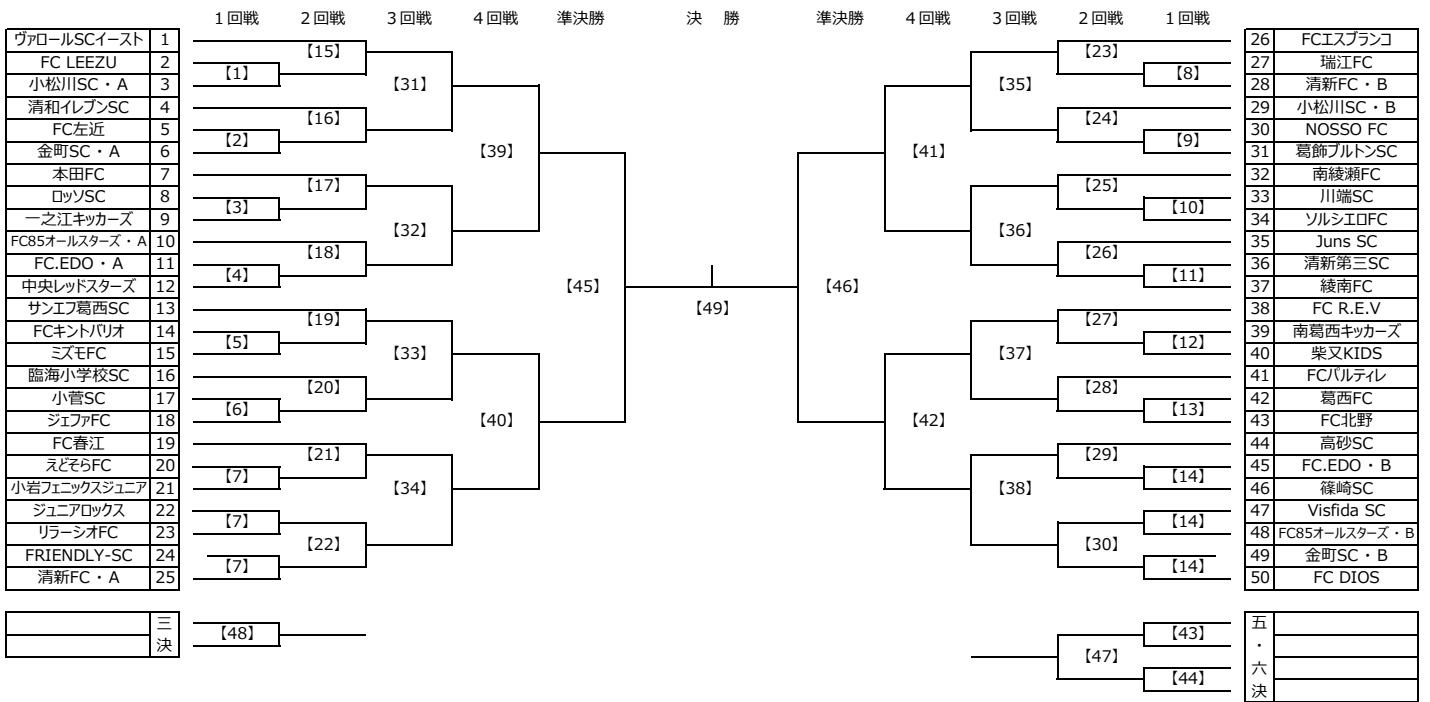 1回戦 2回戦 3回戦 4回戦 準決勝 決 勝 準決勝 4回戦 3回戦 2回戦 1回戦
ヴァロールSCイースト 1 26 FCエスブランコ
【15】 【23】
FC LEEZU 2 27 瑞江FC
【1】 【8】
小松川SC・A 3 【31】 【35】 28 清新FC・B
清和イレブンSC 4 29 小松川SC・B
【16】 【24】
FC左近 5 30 NOSSO FC
【2】 【9】
金町SC・A 6 【39】 【41】 31 葛飾ブルトンSC
本田FC 7 32 南綾瀬FC
【17】 【25】
ロッソSC 8 33 川端SC
【3】 【10】
一之江キッカーズ 9 34 ソルシエロFC
【32】 【36】
FC85オールスターズ・A 10 35 Juns SC
【18】 【26】
FC.EDO・A 11 36 清新第三SC
【4】 【11】
中央レッドスターズ 12 【45】 【46】 37 綾南FC
サンエフ葛西SC 13 【49】 38 FC R.E.V
【19】 【27】
FCキントバリオ 14 39 南葛西キッカーズ
【5】 【12】
ミズモFC 15 【33】 【37】 40 柴又KIDS
臨海小学校SC 16 41 FCパルティレ
【20】 【28】
小菅SC 17 42 葛西FC
【6】 【13】
ジェファFC 18 【40】 【42】 43 FC北野
FC春江 19 44 高砂SC
【21】 【29】
えどそらFC 20 45 FC.EDO・B
【7】 【14】
小岩フェニックスジュニア 21 【34】 【38】 46 篠崎SC
ジュニアロックス 22 47 Visfida SC
【7】 【14】
リラーシオFC 23 48 FC85オールスターズ・B
【22】 【30】
FRIENDLY-SC 24 49 金町SC・B
【7】 【14】
清新FC・A 25 50 FC DIOS
三決
【48】
【43】
【47】
【44】
五・六決